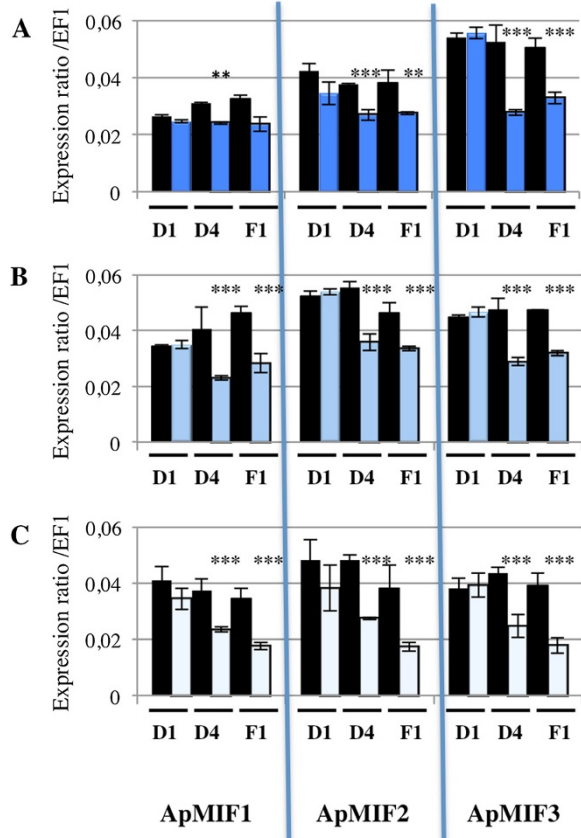 A
Expression ratio /EF1
0,06
0,04
0,02
0
** *** ** *** ***
D1 D4 F1 D1 D4 F1 D1 D4 F1
B
Expression ratio /EF1
0,06
0,04
0,02
0
*** *** *** *** *** ***
D1 D4 F1 D1 D4 F1 D1 D4 F1
C
Expression ratio /EF1
0,06
0,04
0,02
0
*** *** *** *** *** ***
D1 D4 F1 D1 D4 F1 D1 D4 F1
ApMIF1 ApMIF2 ApMIF3